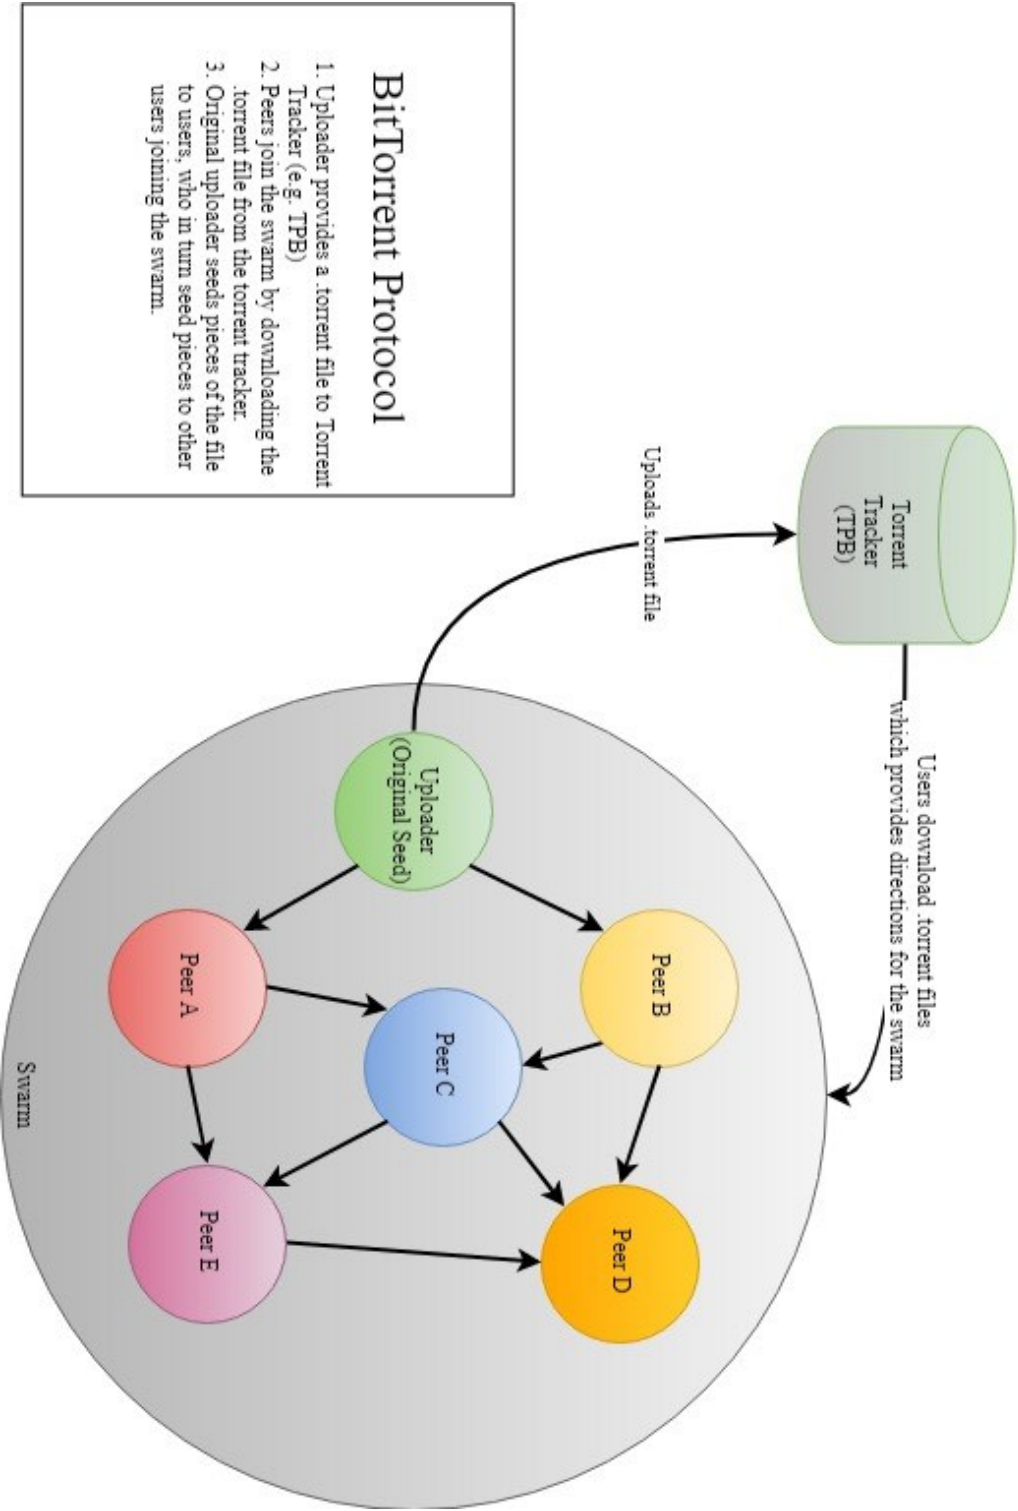 Torrent
Tracker
(TPB)
Users download .torrent files
which provides directions for the swarm
Uploads .torrent file
Peer B
Uploader
(Original Seed)
Peer C
Peer D
Peer A
Peer E
Swarm
BitTorrent Protocol
1. Uploader provides a .torrent file to Torrent
Tracker (e.g. TPB)
2. Peers join the swarm by downloading the
.torrent file from the torrent tracker.
3. Original uploader seeds pieces of the file
to users, who in turn seed pieces to other
users joining the swarm.